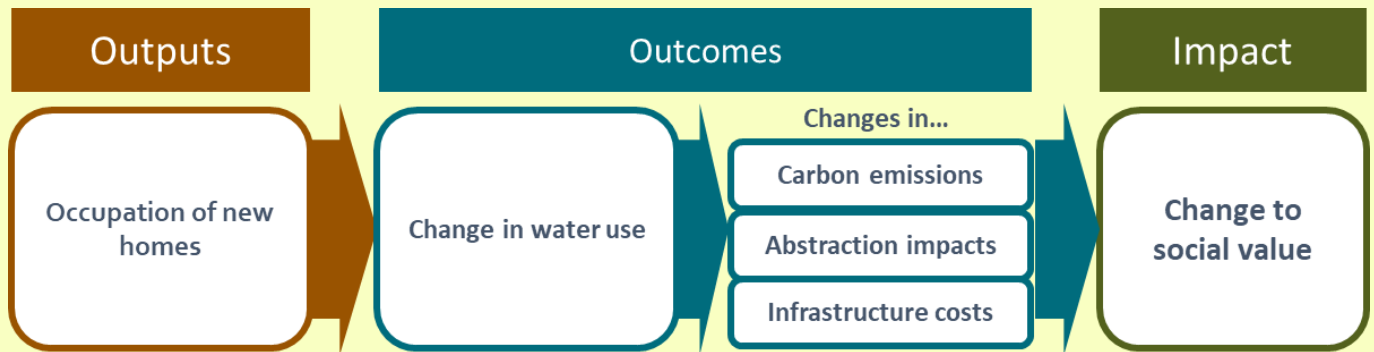 Outputs
Outcomes
Impact
Occupation of new
homes
Change in water use
Changes in...
Carbon emissions
Abstraction impacts
Infrastructure costs
Change to
social value